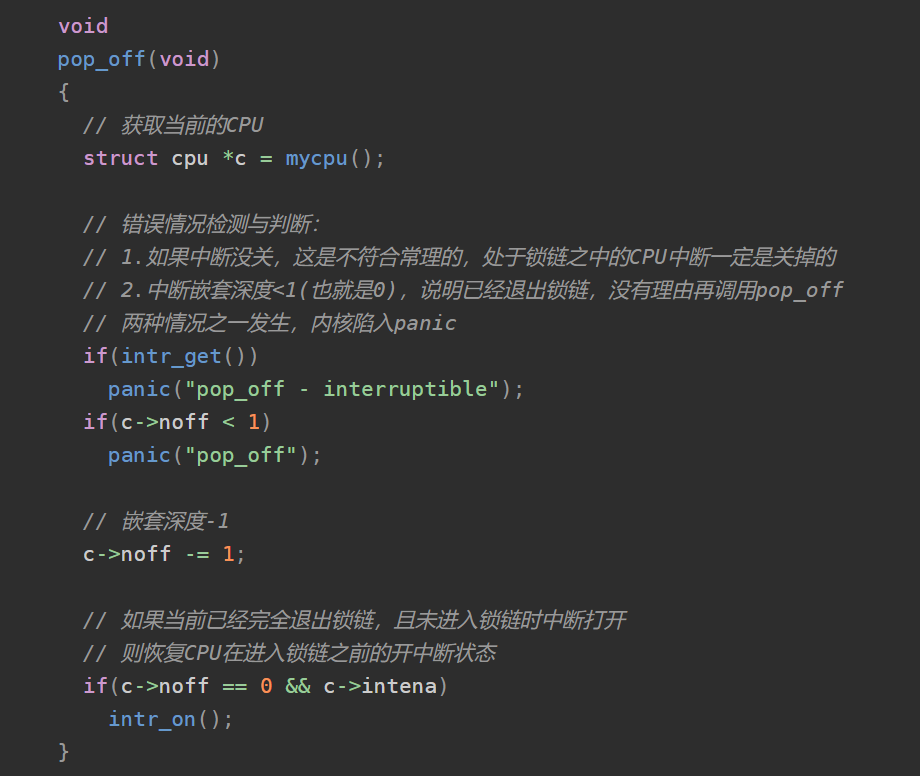 void
pop_off(void)
{
// 获取当前的CPU
struct cpu *c = mycpu();
// 错误情况检测与判断：
// 1.如果中断没关，这是不符合常理的，处于锁链之中的CPU中断一定是关掉的
// 2.中断嵌套深度<1(也就是0)，说明已经退出锁链，没有理由再调用pop_off
// 两种情况之一发生，内核陷入panic
if(intr_get())
panic("pop_off - interruptible");
if(c->noff < 1)
panic("pop_off");
// 嵌套深度-1
c->noff -= 1;
// 如果当前已经完全退出锁链，且未进入锁链时中断打开
// 则恢复CPU在进入锁链之前的开中断状态
if(c->noff == 0 && c->intena)
intr_on();
}